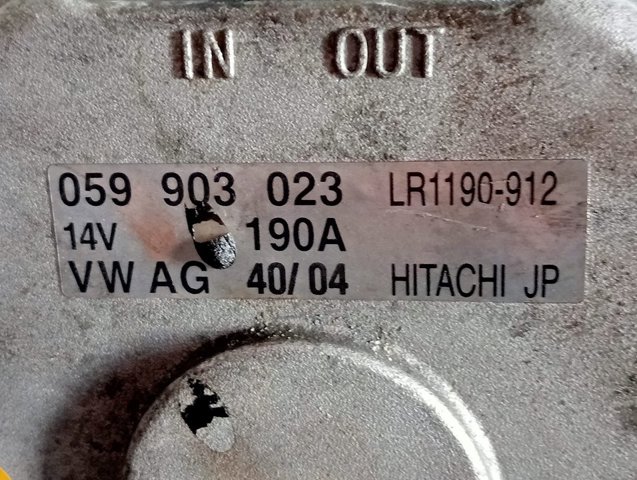 IN OUT
059 903 023 LR1190-912
14V 190A
VW AG 40/04 HITACHI JP